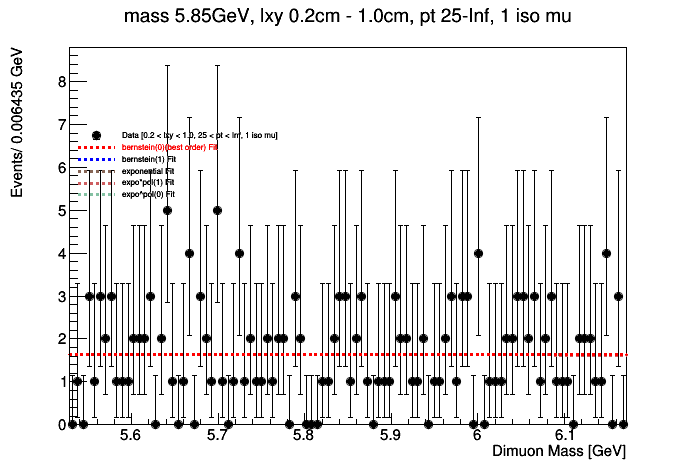 mass 5.85GeV, lxy 0.2cm - 1.0cm, pt 25-Inf, 1 iso mu
Events/ 0.006435 GeV
8
7
6
5
4
3
2
1
0
Data [0.2 < lxy < 1.0, 25 < pt < Inf, 1 iso mu]
bernstein(0)(best order) Fit
bernstein(1) Fit
exponential Fit
expo*pol(1) Fit
expo*pol(0) Fit
5.6 5.7 5.8 5.9 6 6.1
Dimuon Mass [GeV]